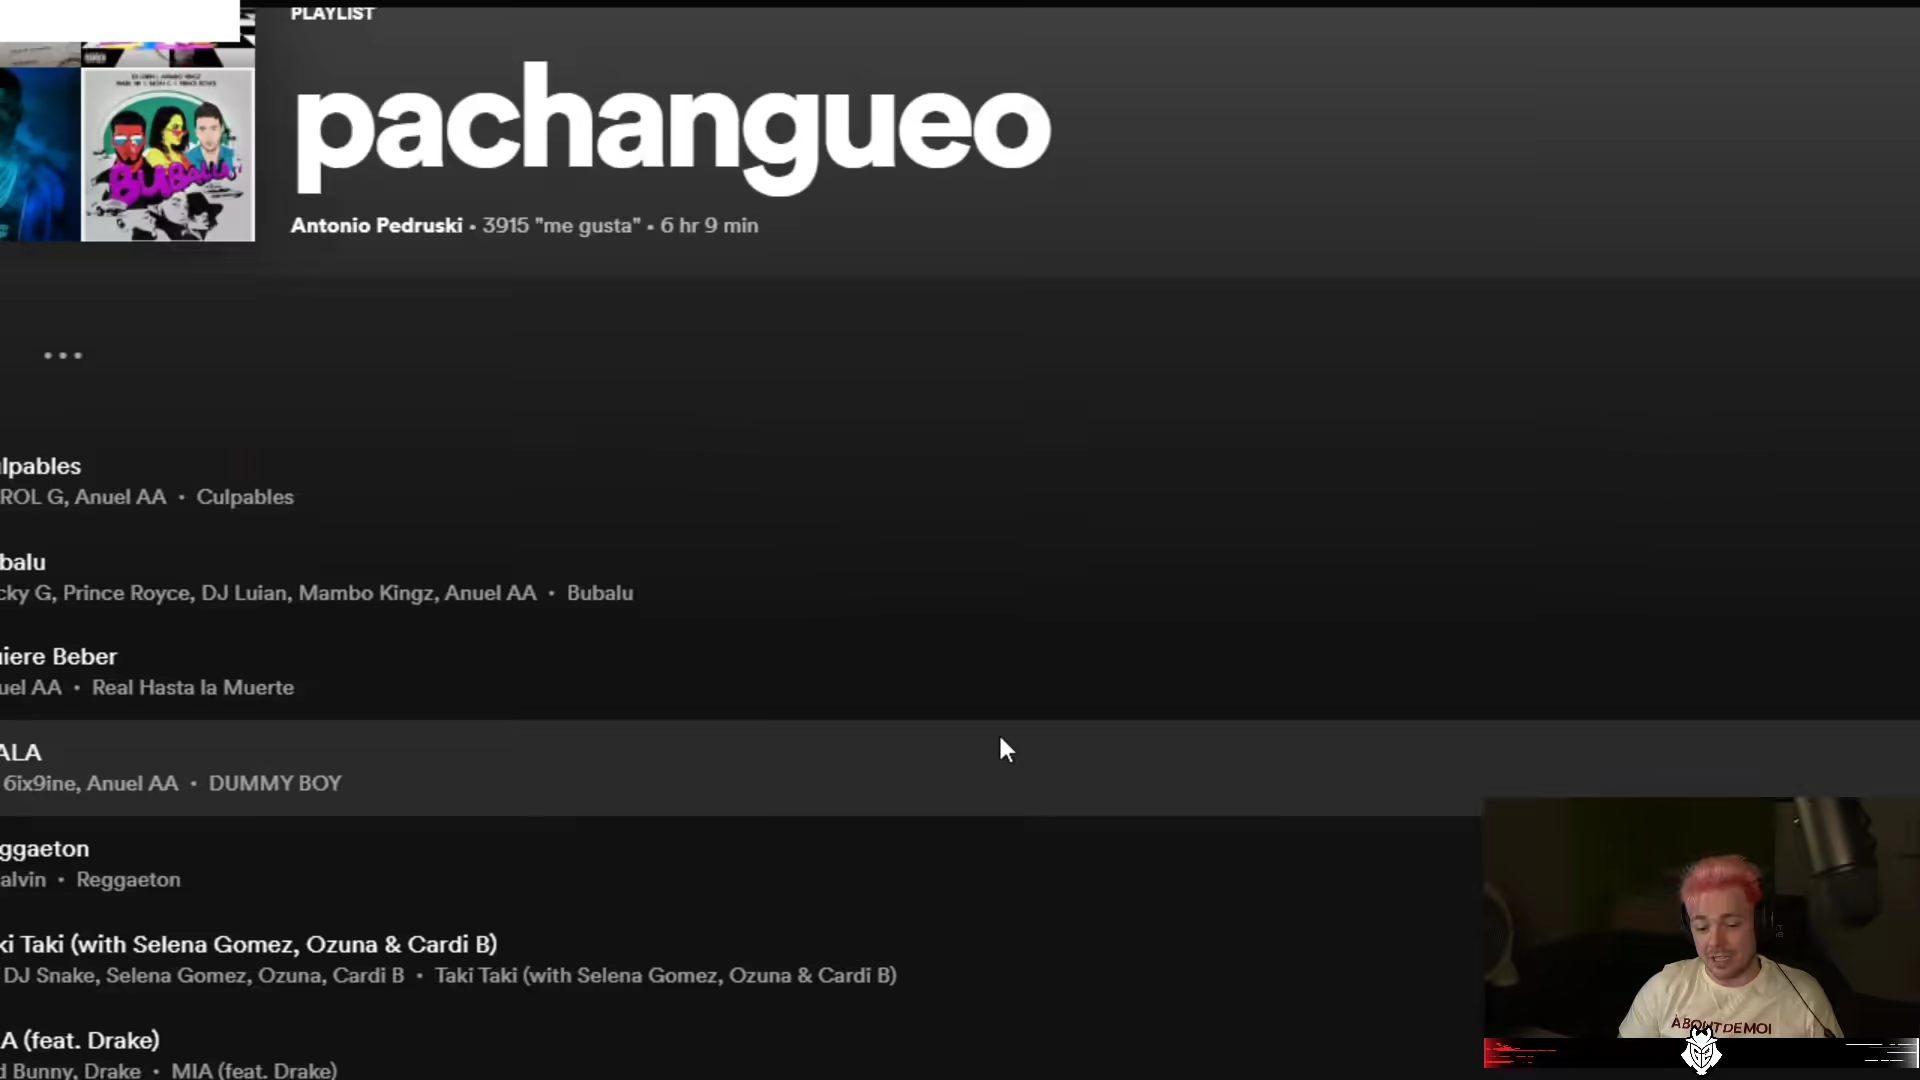 PLAYLIST
pachangueo
Antonio Pedruski • 3915 "me gusta" • 6 hr 9 min
lpables
ROL G, Anuel AA • Culpables
balu
cky G, Prince Royce, DJ Luian, Mambo Kingz, Anuel AA • Bubalu
iere Beber
uel AA • Real Hasta la Muerte
ALA
6ix9ine, Anuel AA • DUMMY BOY
ggaeton
alvin • Reggaeton
ki Taki (with Selena Gomez, Ozuna & Cardi B)
DJ Snake, Selena Gomez, Ozuna, Cardi B • Taki Taki (with Selena Gomez, Ozuna & Cardi B)
A (feat. Drake)
d Bunny, Drake • MIA (feat. Drake)
BUBALU
ABOUT DE MOI